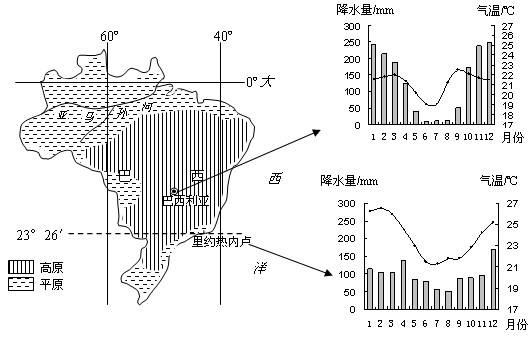 60° 40°
0° 大
亚 马 孙 河
巴 西
西
巴西利亚
23° 26′
里约热内卢
洋
高原
平原
降水量/mm 气温/℃
300 27
26
250 25
24
200 23
150 22
21
100 20
19
50 18
0 17
1 2 3 4 5 6 7 8 9 10 11 12 月份
降水量/mm 气温/℃
300 27
250 25
200 23
150 21
100
50 19
0 17
1 2 3 4 5 6 7 8 9 10 11 12 月份